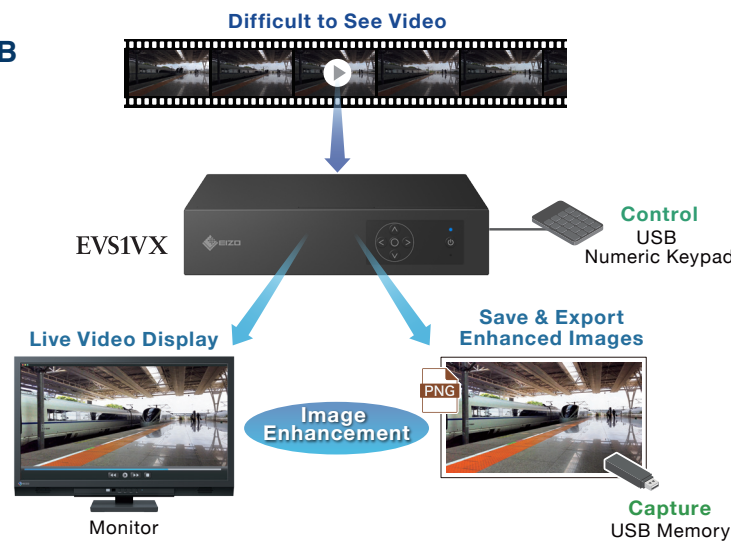 Difficult to See Video
B
EIZO
EVS1VX
Control
USB
Numeric Keypad
Live Video Display
Save & Export
Enhanced Images
PNG
Image
Enhancement
Monitor
Capture
USB Memory